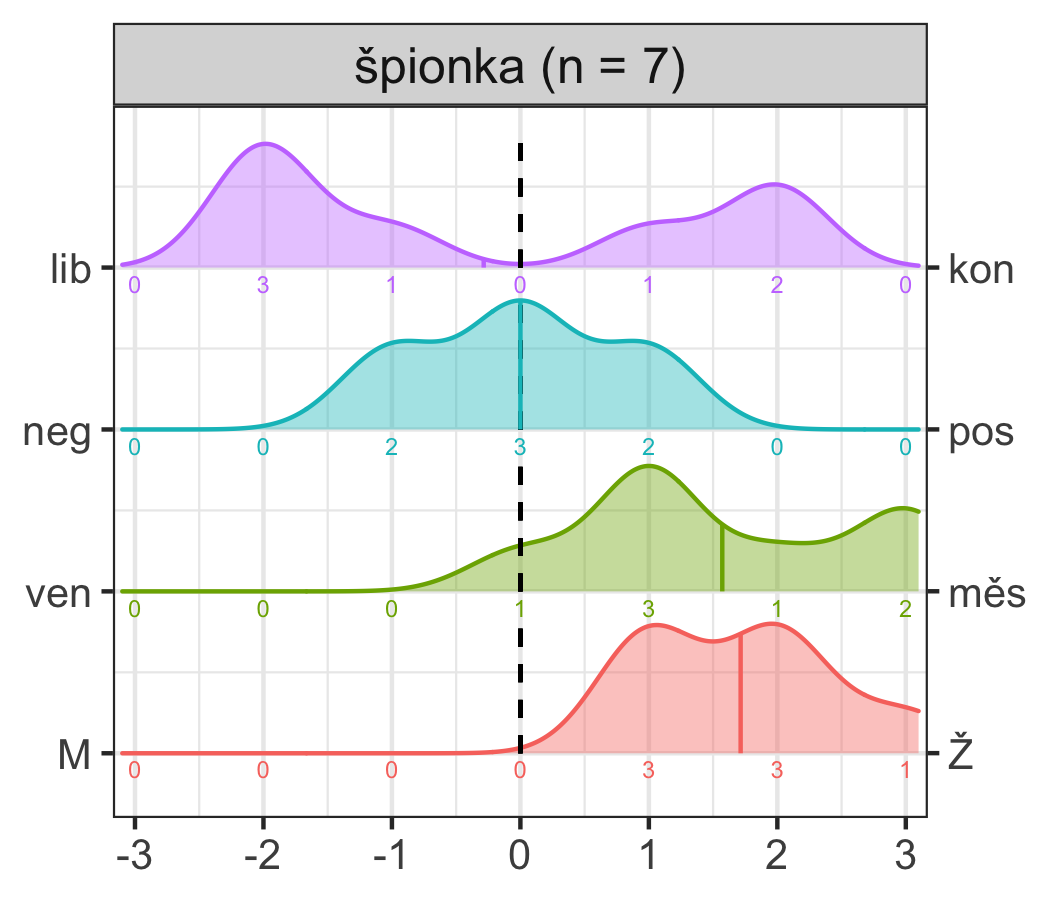 špionka (n = 7)
lib kon
0 3 1 0 1 2 0
neg pos
0 0 2 3 2 0 0
ven měs
0 0 0 1 3 1 2
M Ž
0 0 0 0 3 3 1
-3 -2 -1 0 1 2 3